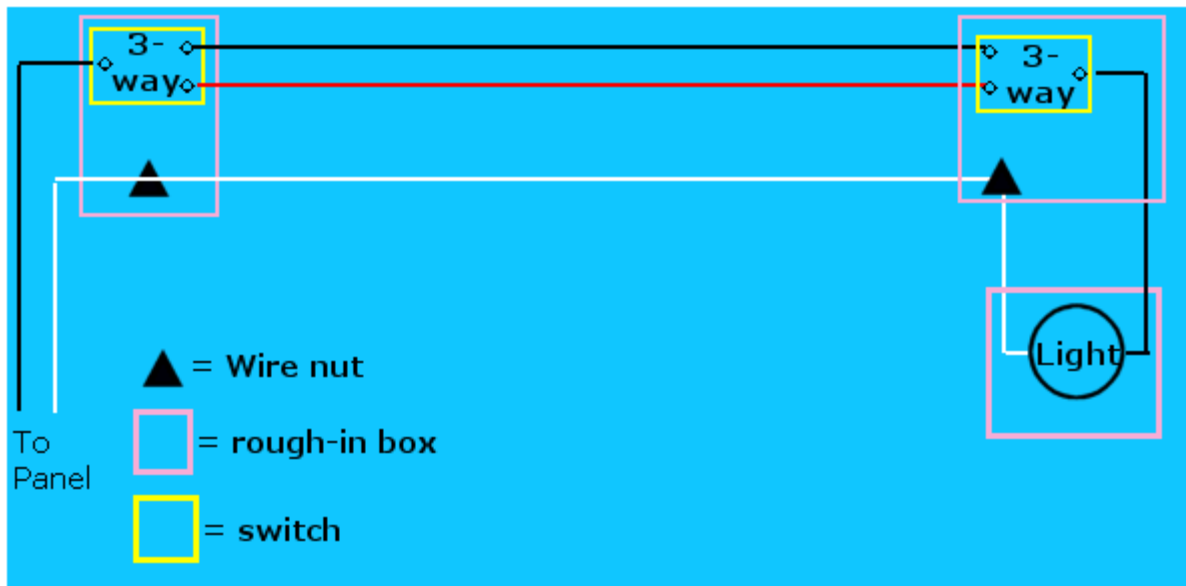 3-
way
3-
way
Light
= Wire nut
= rough-in box
= switch
To
Panel